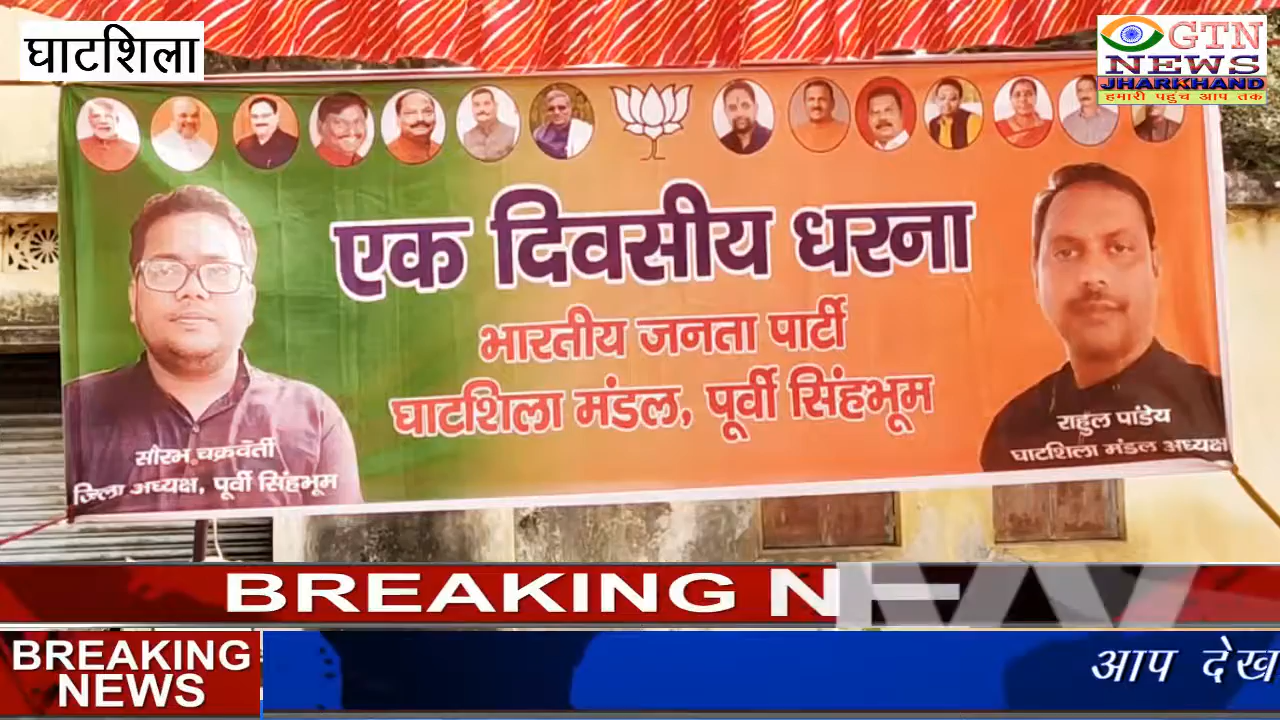 घाटशिला
GTN
NEWS
JHARKHAND
हमारी पहुंच आप तक
एक दिवसीय धरना
भारतीय जनता पार्टी
घाटशिला मंडल, पूर्वी सिंहभूम
सौरभ चक्रवर्ती
जिला अध्यक्ष, पूर्वी सिंहभूम
राहुल पांडेय
घाटशिला मंडल अध्यक्ष
BREAKING N
BREAKING
NEWS
आप देख